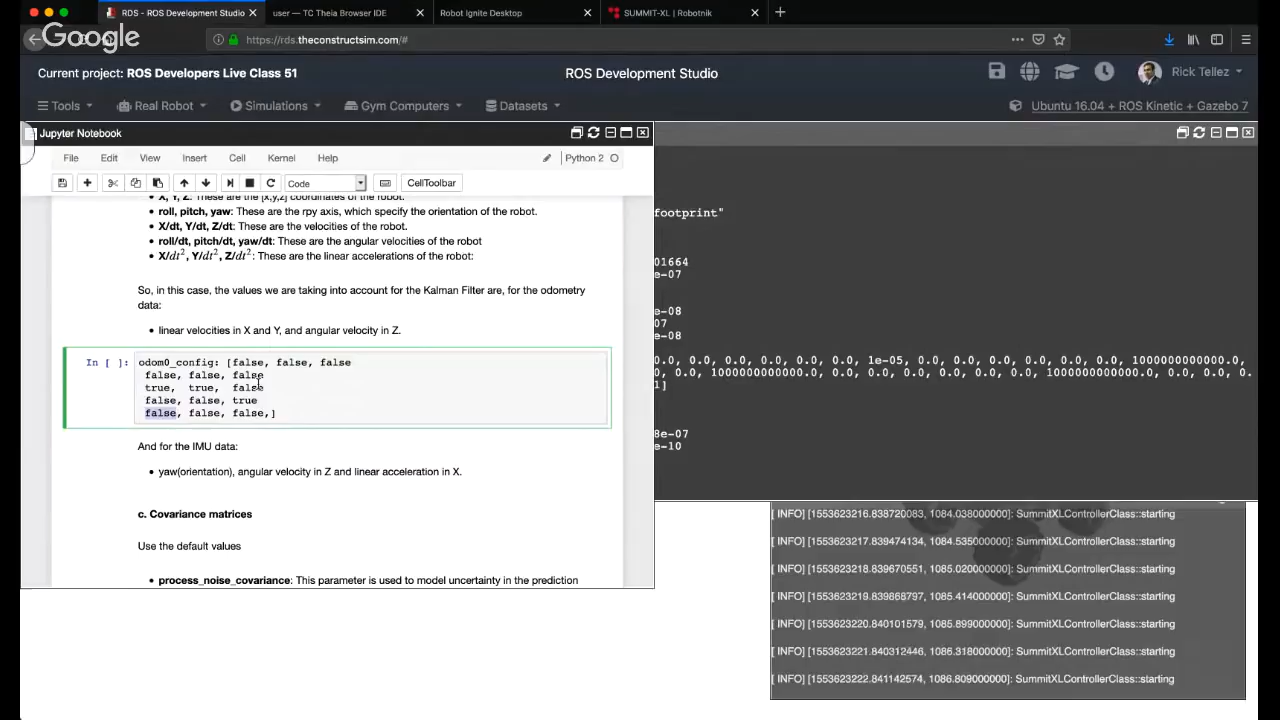 RDS - ROS Development Studio
user — TC Theia Browser IDE
Robot Ignite Desktop
SUMMIT-XL | Robotnik
Google
https://rds.theconstructsim.com/#
Current project: ROS Developers Live Class 51
ROS Development Studio
Rick Tellez
Tools
Real Robot
Simulations
Gym Computers
Datasets
Ubuntu 16.04 + ROS Kinetic + Gazebo 7
Jupyter Notebook
File Edit View Insert Cell Kernel Help
Python 2
Code
CellToolbar
X, Y, Z: These are the [x,y,z] coordinates of the robot.
• roll, pitch, yaw: These are the rpy axis, which specify the orientation of the robot.
• X/dt, Y/dt, Z/dt: These are the velocities of the robot.
• roll/dt, pitch/dt, yaw/dt: These are the angular velocities of the robot
• X/dt², Y/dt², Z/dt²: These are the linear accelerations of the robot:
So, in this case, the values we are taking into account for the Kalman Filter are, for the odometry
data:
• linear velocities in X and Y, and angular velocity in Z.
In [ ]: odom0_config: [false, false, false
false, false, false
true, true, false
false, false, true
false, false, false,]
And for the IMU data:
• yaw(orientation), angular velocity in Z and linear acceleration in X.
c. Covariance matrices
Use the default values
• process_noise_covariance: This parameter is used to model uncertainty in the prediction
footprint"
01664
e-07
e-08
07
e-08
0.0, 0.0, 0.0, 0.0, 0.0, 0.0, 1e-05, 0.0, 0.0, 0.0, 0.0, 0.0, 1000000000000.0,
0.0, 1000000000000.0, 0.0, 0.0, 0.0, 0.0, 0.0, 0.0, 1000000000000.0, 0.0, 0.
]
8e-07
e-10
[ INFO] [1553623216.838720083, 1084.038000000]: SummitXLControllerClass::starting
[ INFO] [1553623217.839474134, 1084.535000000]: SummitXLControllerClass::starting
[ INFO] [1553623218.839670551, 1085.020000000]: SummitXLControllerClass::starting
[ INFO] [1553623219.839868797, 1085.414000000]: SummitXLControllerClass::starting
[ INFO] [1553623220.840101579, 1085.899000000]: SummitXLControllerClass::starting
[ INFO] [1553623221.840312446, 1086.318000000]: SummitXLControllerClass::starting
[ INFO] [1553623222.841142574, 1086.809000000]: SummitXLControllerClass::starting